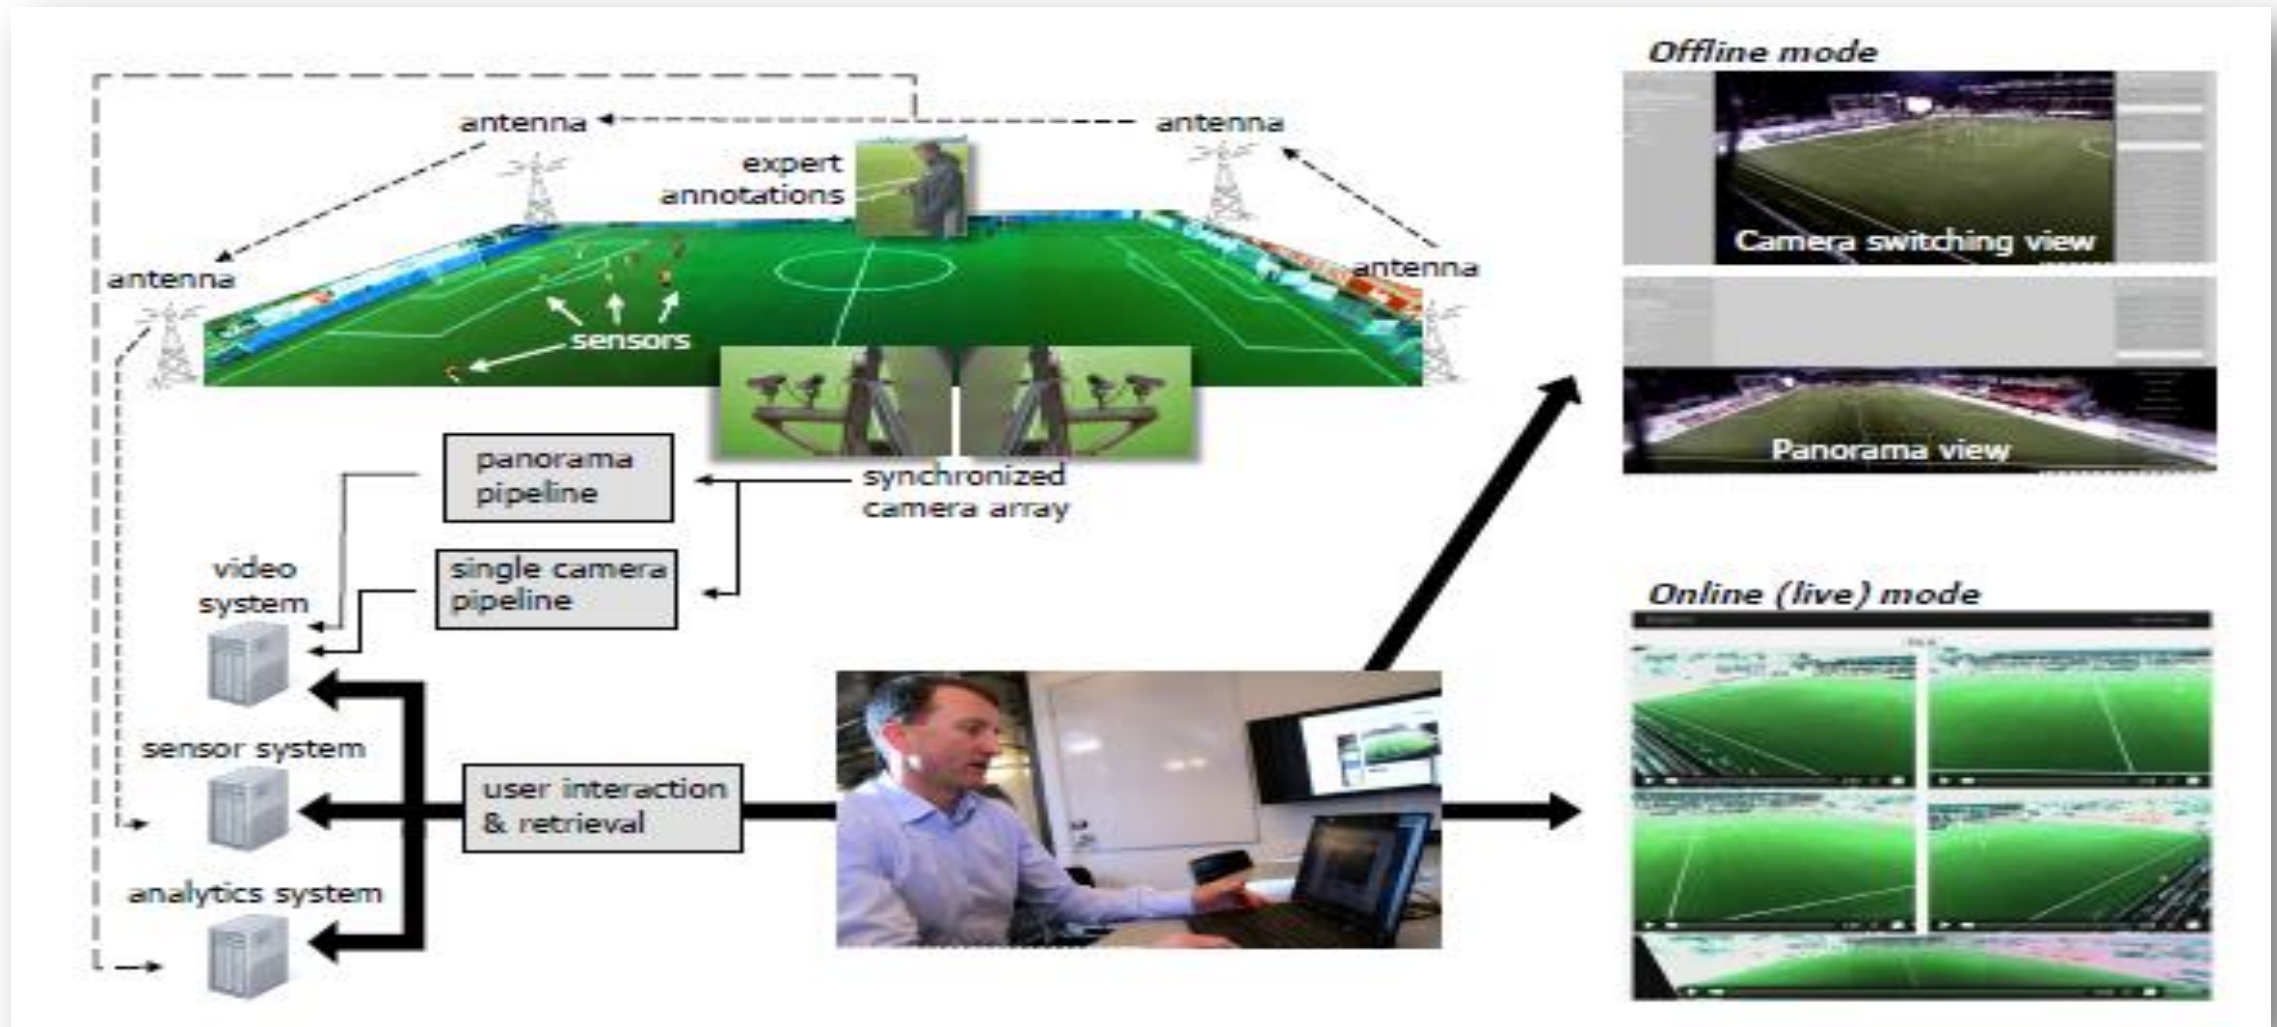 Offline mode
antenna
antenna
expert
annotations
Camera switching view
antenna
antenna
sensors
panorama
pipeline
synchronized
camera array
Panorama view
single camera
pipeline
video
system
Online (live) mode
sensor system
user interaction
& retrieval
analytics system